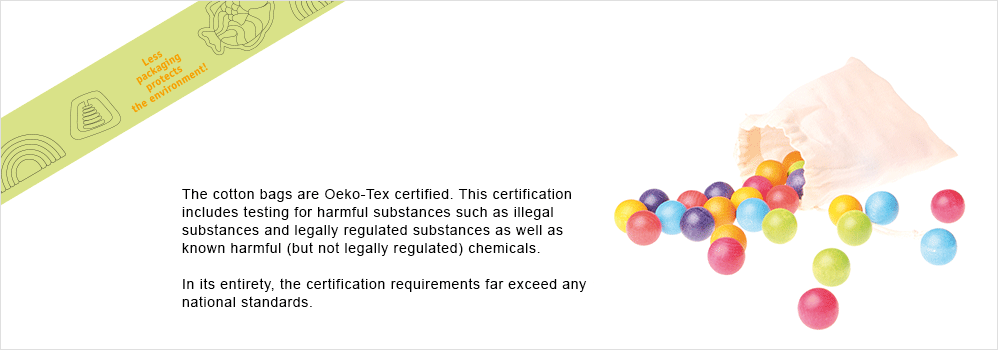 Less
packaging
protects
the environment!
The cotton bags are Oeko-Tex certified. This certification
includes testing for harmful substances such as illegal
substances and legally regulated substances as well as
known harmful (but not legally regulated) chemicals.
In its entirety, the certification requirements far exceed any
national standards.